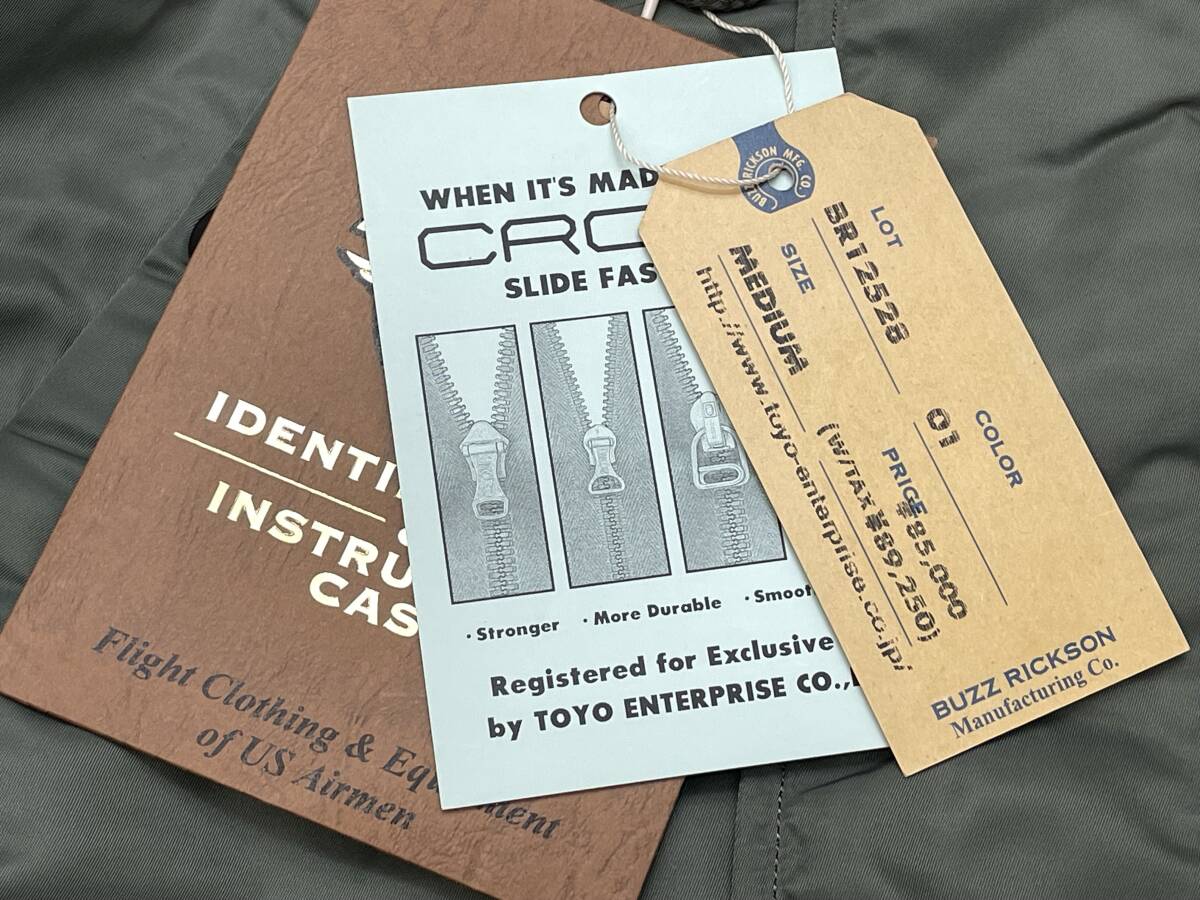 IDENTI
INSTRU
CAS
Flight Clothing & Equipment
of US Airmen
WHEN IT'S MAD
CRO
SLIDE FAS
· Stronger · More Durable · Smoot
Registered for Exclusive
by TOYO ENTERPRISE CO.,
BUZZ RICKSON MFG. CO.
LOT
BR12528
SIZE
MEDIUM
COLOR
01
PRICE
¥85,000
(W/TAX¥89,250)
http://www.toyo-enterprise.co.jp/
BUZZ RICKSON
Manufacturing Co.